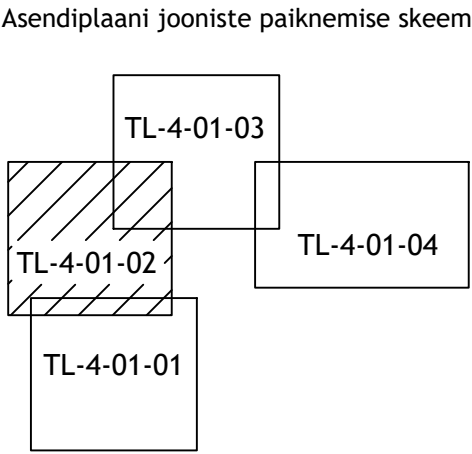 Asendiplaani jooniste paiknemise skeem
TL-4-01-03
TL-4-01-04
TL-4-01-02
TL-4-01-01